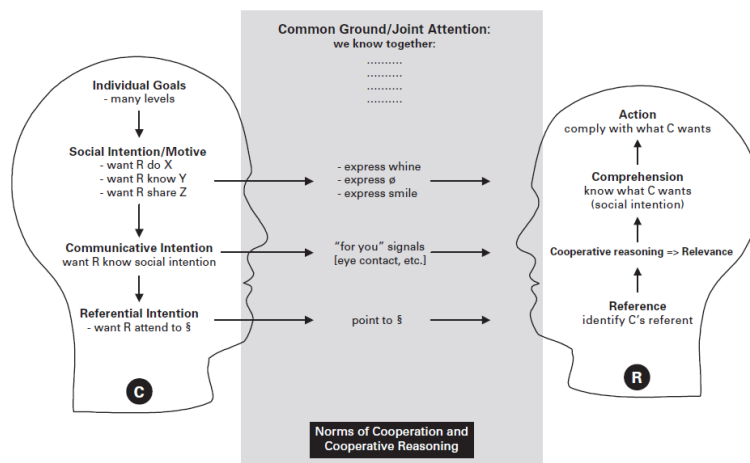 Common Ground/Joint Attention:
we know together:
..........
..........
..........
..........
Individual Goals
- many levels
Social Intention/Motive
- want R do X
- want R know Y
- want R share Z
Communicative Intention
want R know social intention
Referential Intention
- want R attend to §
C
- express whine
- express ø
- express smile
“for you” signals
[eye contact, etc.]
point to §
Norms of Cooperation and
Cooperative Reasoning
Action
comply with what C wants
Comprehension
know what C wants
(social intention)
Cooperative reasoning => Relevance
Reference
identify C’s referent
R